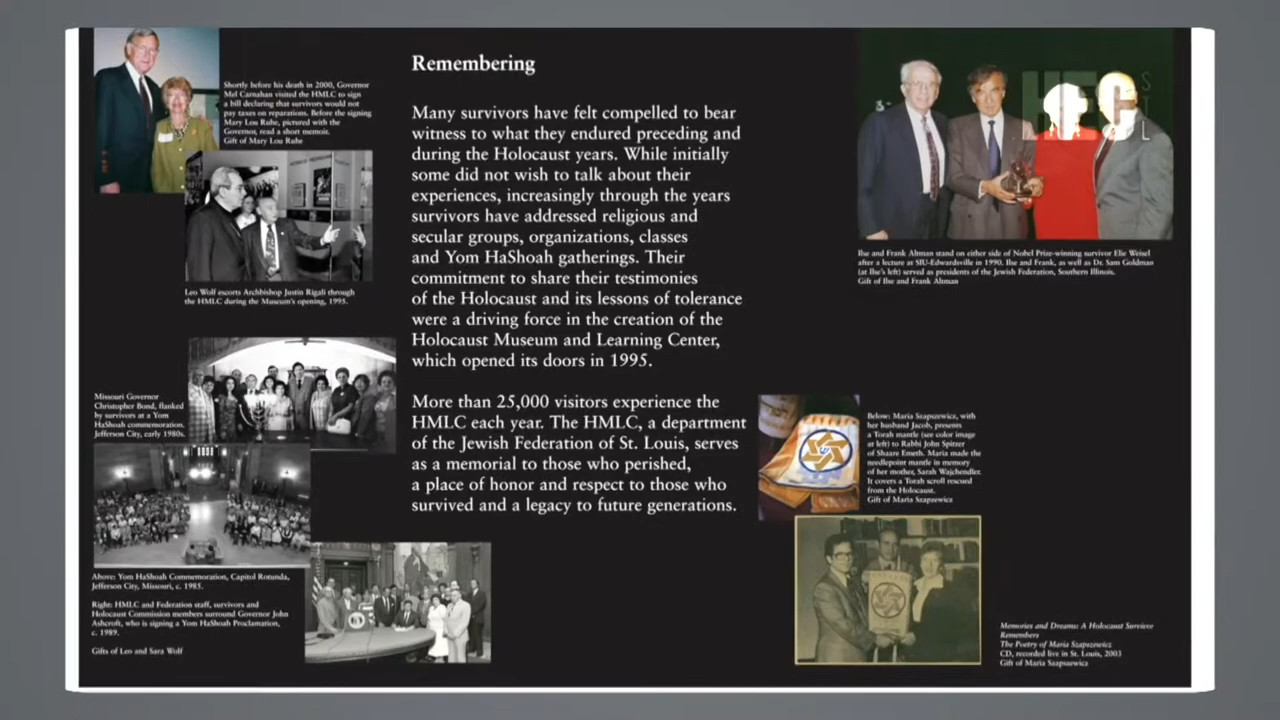 Shortly before his death in 2000, Governor
Mel Carnahan visited the HMLC to sign
a bill declaring that survivors would not
pay taxes on reparations. Before the signing
Mary Lou Ruhe, pictured with the
Governor, read a short memoir.
Gift of Mary Lou Ruhe
Leo Wolf escorts Archbishop Justin Rigali through
the HMLC during the Museum's opening, 1995.
Missouri Governor
Christopher Bond, flanked
by survivors at a Yom
HaShoah commemoration.
Jefferson City, early 1980s.
Above: Yom HaShoah Commemoration, Capitol Rotunda,
Jefferson City, Missouri, c. 1985.
Right: HMLC and Federation staff, survivors and
Holocaust Commission members surround Governor John
Ashcroft, who is signing a Yom HaShoah Proclamation,
c. 1989.
Gifts of Leo and Sara Wolf
Remembering
Many survivors have felt compelled to bear
witness to what they endured preceding and
during the Holocaust years. While initially
some did not wish to talk about their
experiences, increasingly through the years
survivors have addressed religious and
secular groups, organizations, classes
and Yom HaShoah gatherings. Their
commitment to share their testimonies
of the Holocaust and its lessons of tolerance
were a driving force in the creation of the
Holocaust Museum and Learning Center,
which opened its doors in 1995.
More than 25,000 visitors experience the
HMLC each year. The HMLC, a department
of the Jewish Federation of St. Louis, serves
as a memorial to those who perished,
a place of honor and respect to those who
survived and a legacy to future generations.
HEC
Ilse and Frank Altman stand on either side of Nobel Prize-winning survivor Elie Weisel
after a lecture at SIU-Edwardsville in 1990. Ilse and Frank, as well as Dr. Sam Goldman
(at Ilse's left) served as presidents of the Jewish Federation, Southern Illinois.
Gift of Ilse and Frank Altman
Below: Maria Szapszewicz, with
her husband Jacob, presents
a Torah mantle (see color image
at left) to Rabbi John Spitzer
of Shaare Emeth. Maria made the
needlepoint mantle in memory
of her mother, Sarah Wajchendler.
It covers a Torah scroll rescued
from the Holocaust.
Gift of Maria Szapszewicz
Memories and Dreams: A Holocaust Survivor
Remembers
The Poetry of Maria Szapszewicz
CD, recorded live in St. Louis, 2003
Gift of Maria Szapszewicz